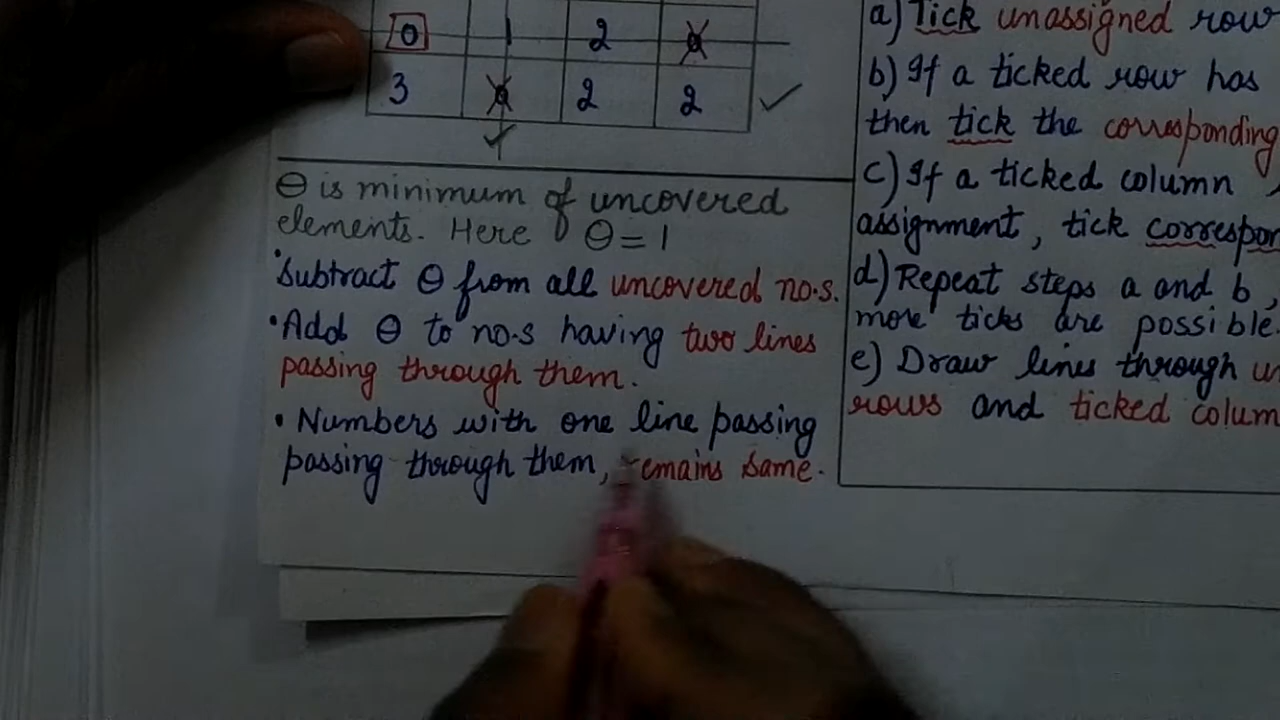 0 1 2 0
3 0 2 2
θ is minimum of uncovered
elements. Here θ = 1
• Subtract θ from all uncovered no.s.
• Add θ to no.s having two lines
passing through them.
• Numbers with one line passing
passing through them, remains same.
a) Tick unassigned row
b) If a ticked row has
then tick the corresponding
c) If a ticked column
assignment, tick correspon
d) Repeat steps a and b,
more ticks are possible
e) Draw lines through un
rows and ticked colum